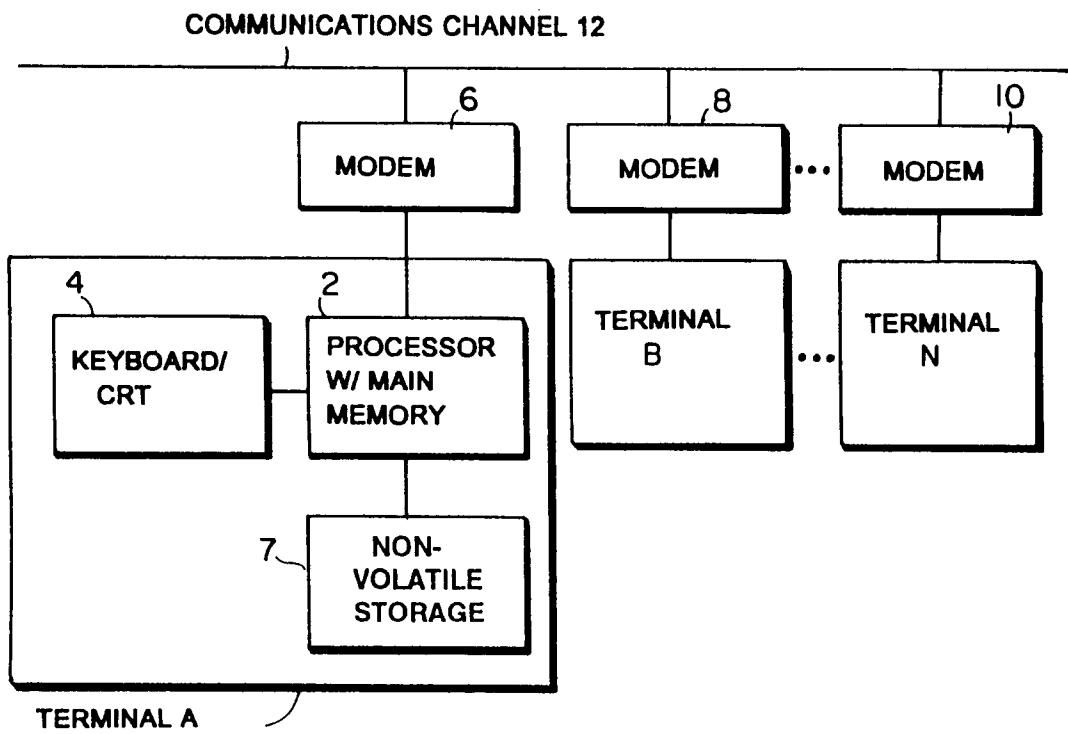 COMMUNICATIONS CHANNEL 12
6
8
10
MODEM
MODEM
•••
MODEM
4
2
KEYBOARD/
CRT
PROCESSOR
W/ MAIN
MEMORY
TERMINAL
B
•••
TERMINAL
N
7
NON-
VOLATILE
STORAGE
TERMINAL A